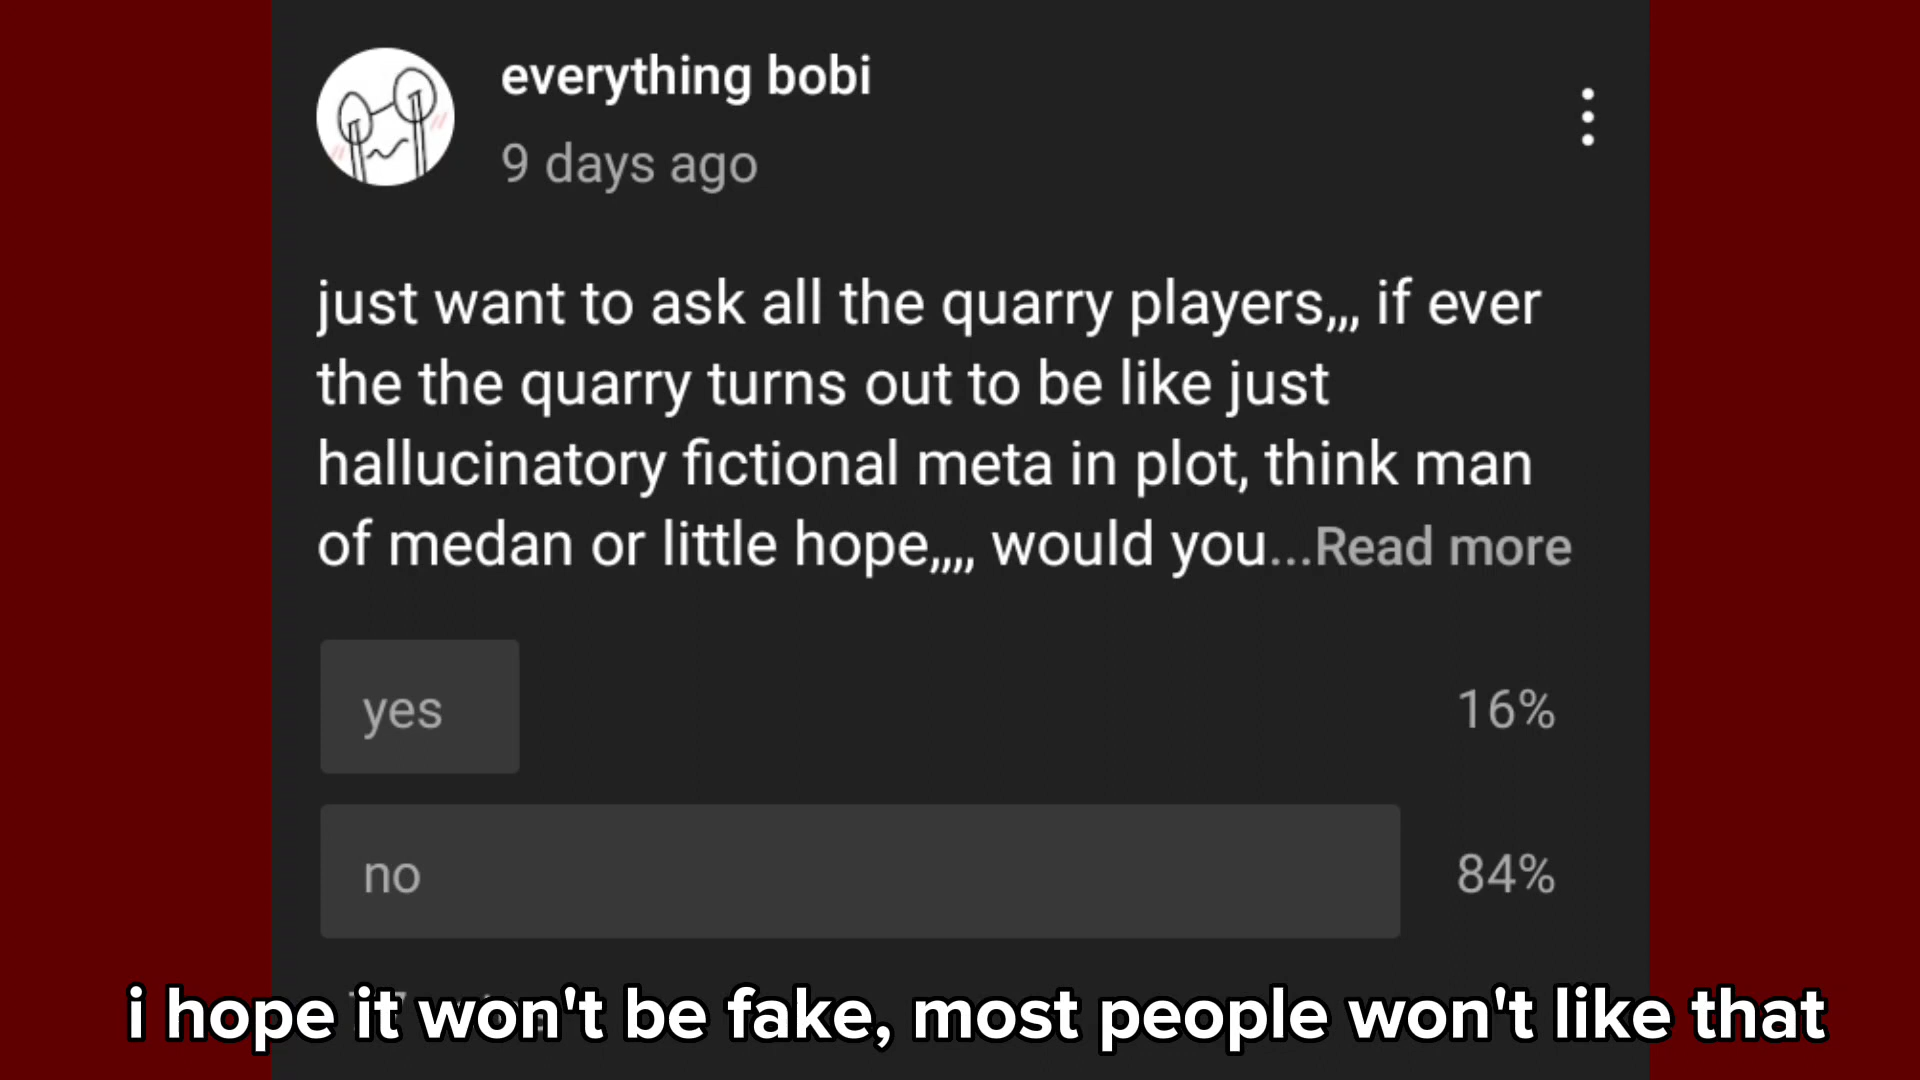 everything bobi
9 days ago
just want to ask all the quarry players,,, if ever
the the quarry turns out to be like just
hallucinatory fictional meta in plot, think man
of medan or little hope,,,, would you...Read more
yes 16%
no 84%
i hope it won't be fake, most people won't like that